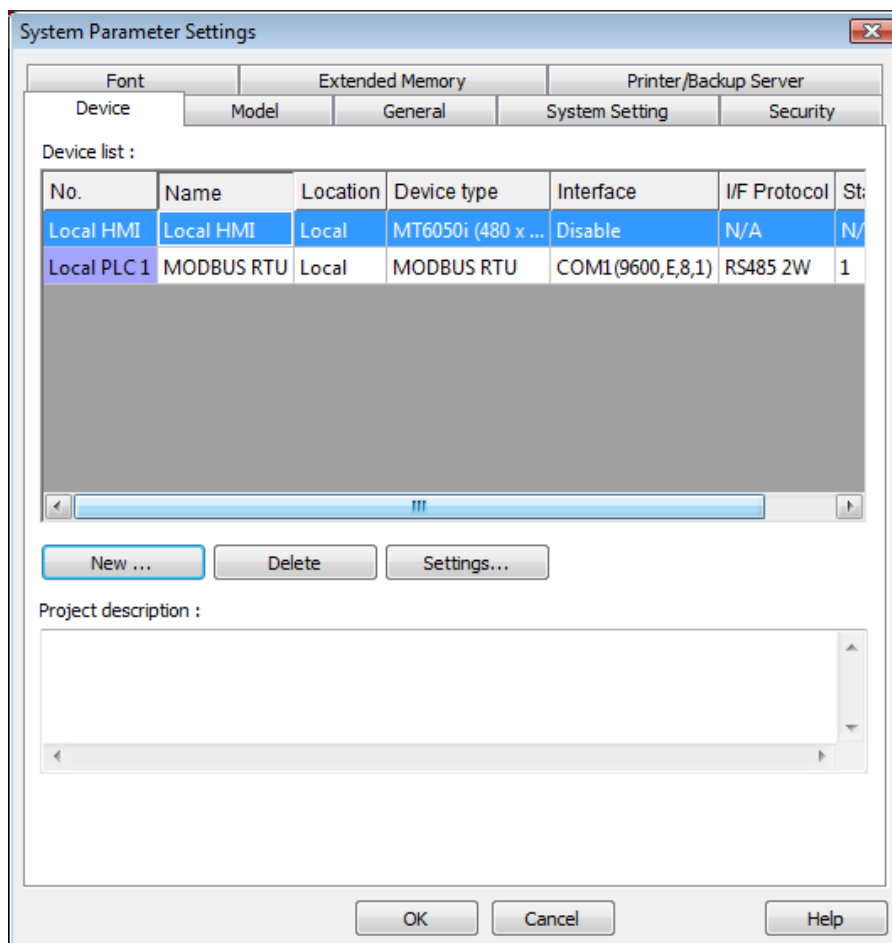 System Parameter Settings
Font Extended Memory Printer/Backup Server
Device Model General System Setting Security
Device list :
No. Name Location Device type Interface I/F Protocol Sta
Local HMI Local HMI Local MT6050i (480 x ... Disable N/A N/
Local PLC 1 MODBUS RTU Local MODBUS RTU COM1(9600,E,8,1) RS485 2W 1
New ... Delete Settings...
Project description :
OK Cancel Help